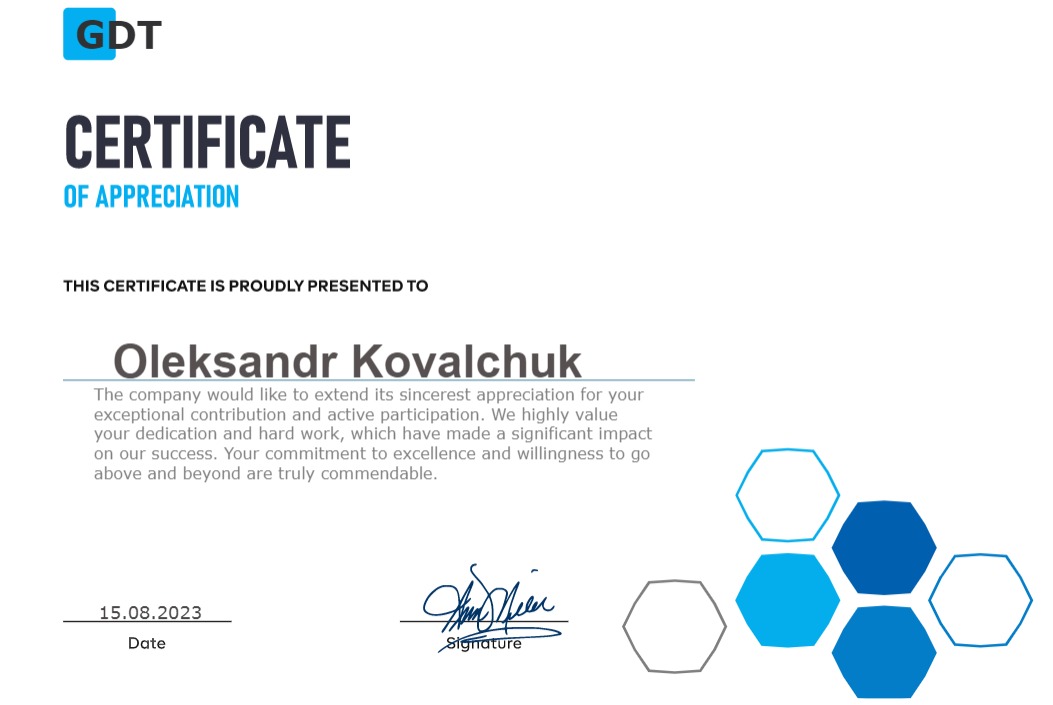 GDT
CERTIFICATE
OF APPRECIATION
THIS CERTIFICATE IS PROUDLY PRESENTED TO
Oleksandr Kovalchuk
The company would like to extend its sincerest appreciation for your
exceptional contribution and active participation. We highly value
your dedication and hard work, which have made a significant impact
on our success. Your commitment to excellence and willingness to go
above and beyond are truly commendable.
15.08.2023
Date
Signature